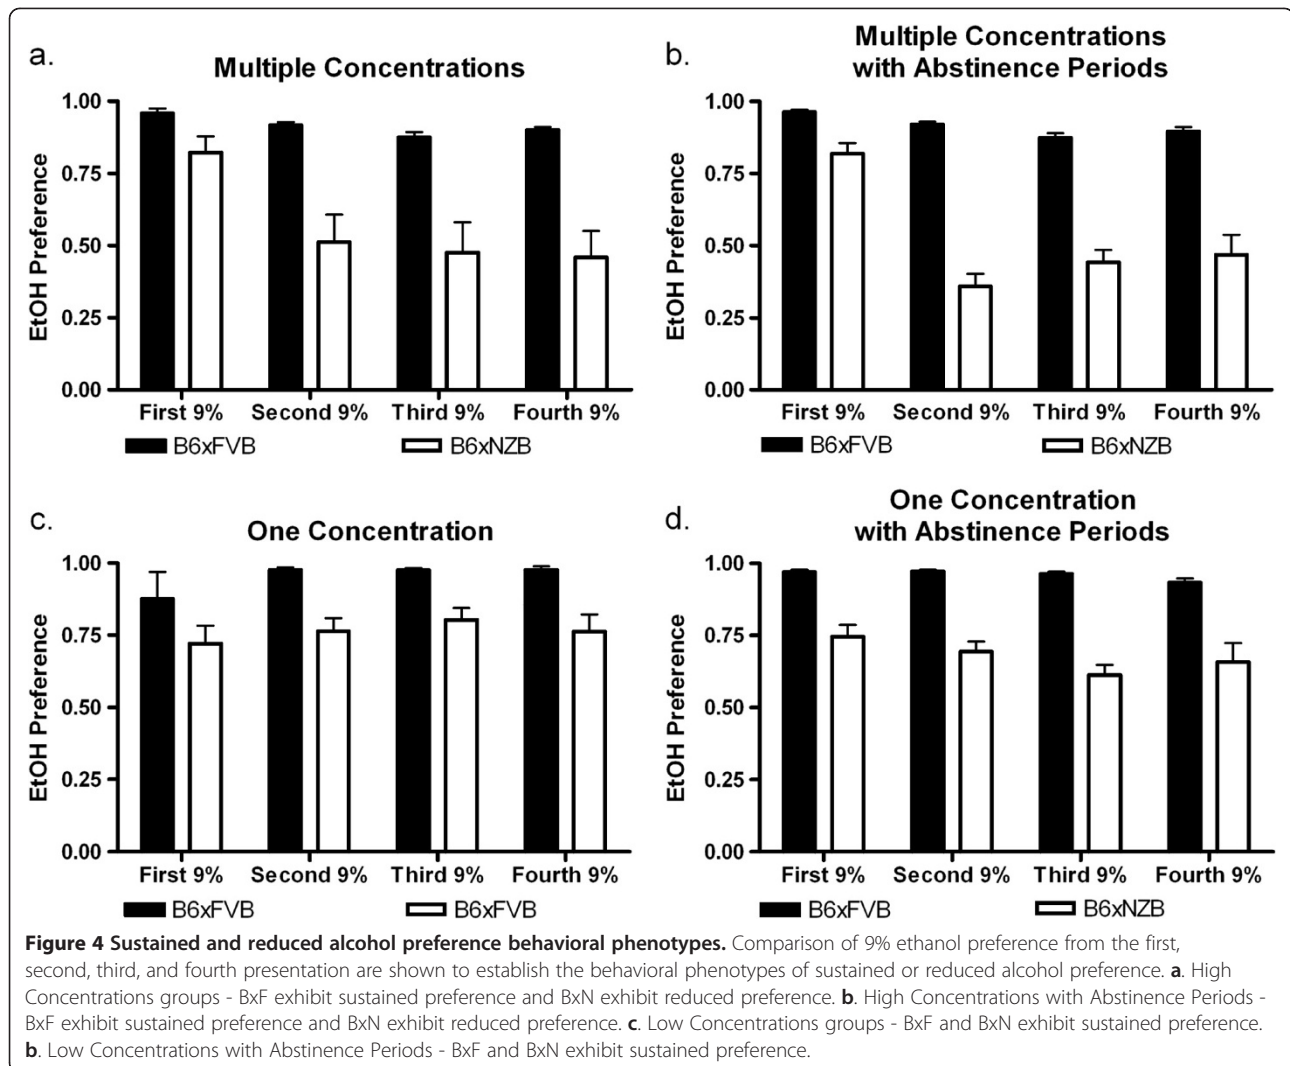 a.
Multiple Concentrations
EtOH Preference
1.00
0.75
0.50
0.25
0.00
First 9% Second 9% Third 9% Fourth 9%
B6xFVB B6xNZB
b.
Multiple Concentrations
with Abstinence Periods
EtOH Preference
1.00
0.75
0.50
0.25
0.00
First 9% Second 9% Third 9% Fourth 9%
B6xFVB B6xNZB
c.
One Concentration
EtOH Preference
1.00
0.75
0.50
0.25
0.00
First 9% Second 9% Third 9% Fourth 9%
B6xFVB B6xFVB
d.
One Concentration
with Abstinence Periods
EtOH Preference
1.00
0.75
0.50
0.25
0.00
First 9% Second 9% Third 9% Fourth 9%
B6xFVB B6xNZB
Figure 4 Sustained and reduced alcohol preference behavioral phenotypes. Comparison of 9% ethanol preference from the first,
second, third, and fourth presentation are shown to establish the behavioral phenotypes of sustained or reduced alcohol preference. a. High
Concentrations groups - BxF exhibit sustained preference and BxN exhibit reduced preference. b. High Concentrations with Abstinence Periods -
BxF exhibit sustained preference and BxN exhibit reduced preference. c. Low Concentrations groups - BxF and BxN exhibit sustained preference.
b. Low Concentrations with Abstinence Periods - BxF and BxN exhibit sustained preference.